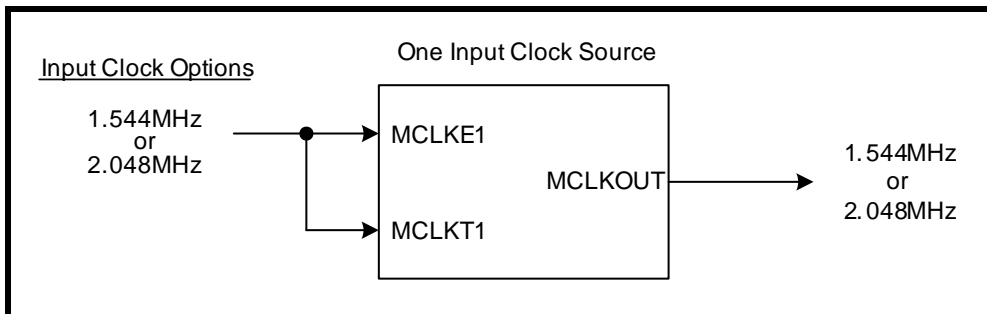 Input Clock Options
One Input Clock Source
1.544MHz
or
2.048MHz
MCLKE1
MCLKT1
MCLKOUT
1.544MHz
or
2.048MHz